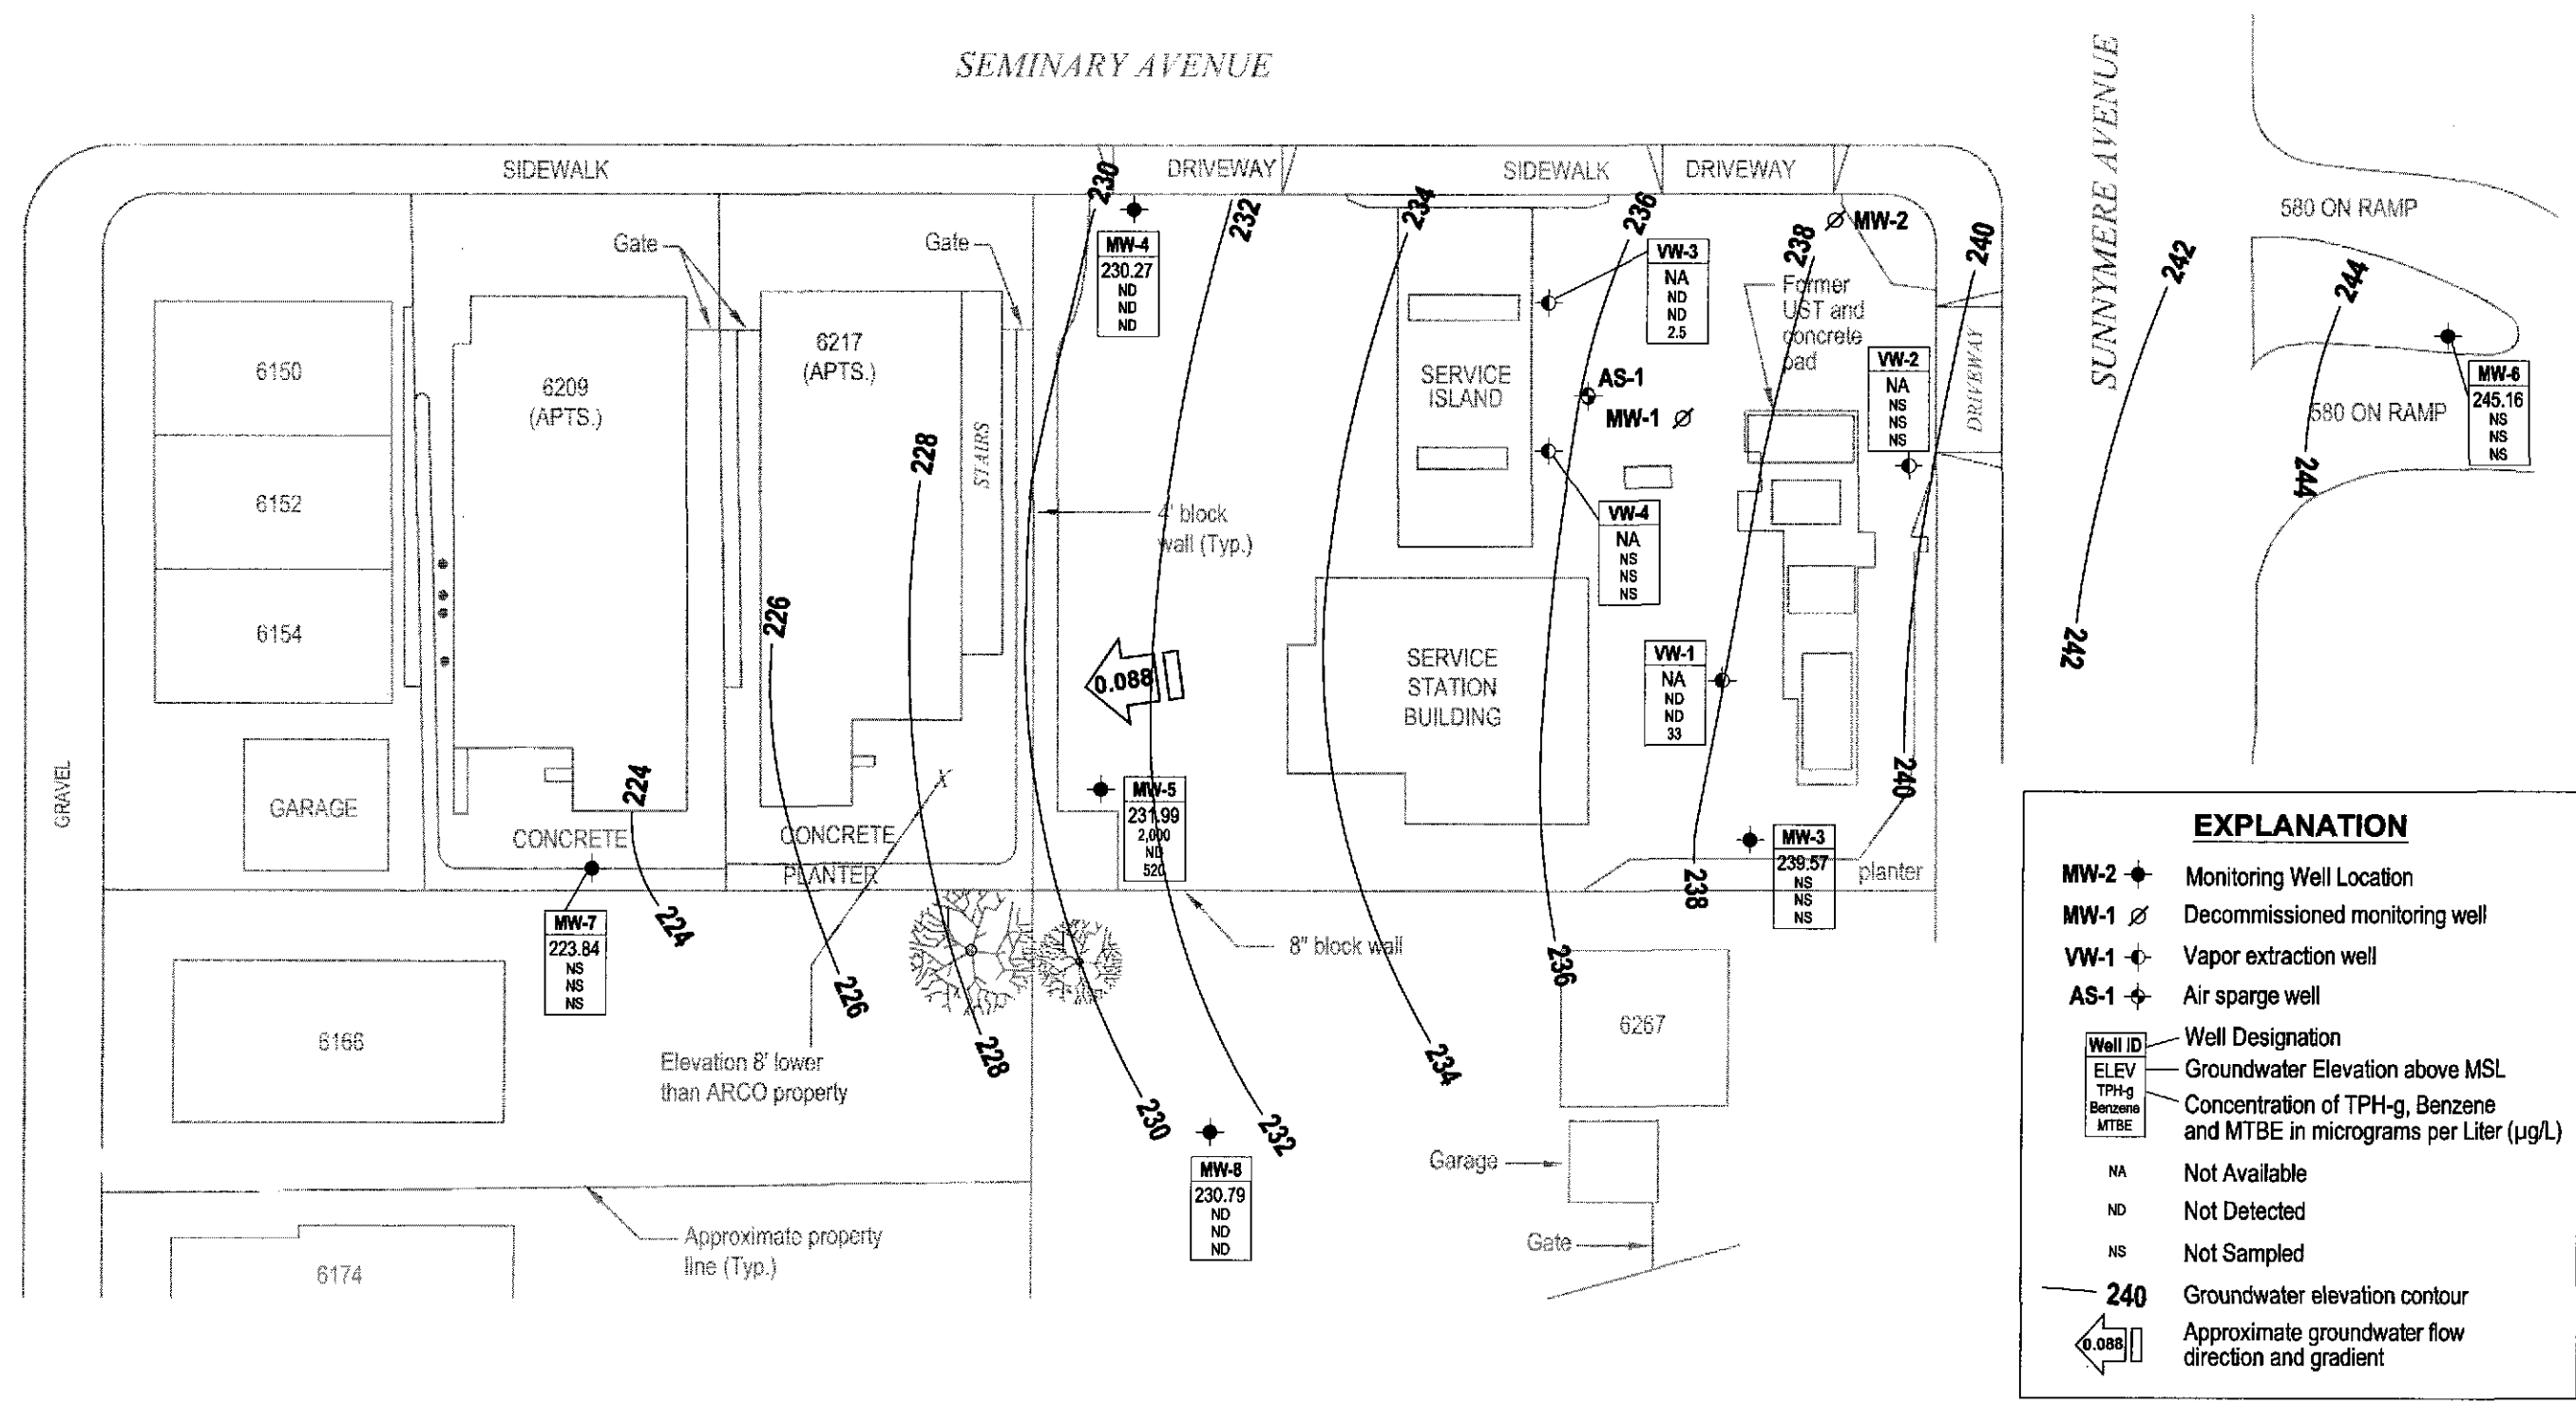 SEMINARY AVENUE
SUNNYMERE AVENUE
SIDEWALK
230
DRIVEWAY
232
SIDEWALK
234
DRIVEWAY
236
238
MW-2
240
242
580 ON RAMP
244
Gate
Gate
MW-4
230.27
ND
ND
ND
VW-3
NA
ND
ND
2.5
Former
UST and
concrete
pad
VW-2
NA
NS
NS
NS
DRIVEWAY
MW-6
245.16
NS
NS
NS
580 ON RAMP
244
6150
6209
(APTS.)
6217
(APTS.)
STAIRS
228
SERVICE
ISLAND
AS-1
MW-1
6152
4' block
wall (Typ.)
VW-4
NA
NS
NS
NS
6154
226
0.088
SERVICE
STATION
BUILDING
VW-1
NA
ND
ND
33
242
GRAVEL
GARAGE
224
CONCRETE
CONCRETE
PLANTER
X
MW-5
231.99
2,000
ND
520
240
MW-3
239.57
NS
NS
NS
planter
238
MW-7
223.84
NS
NS
NS
224
226
8" block wall
236
6166
Elevation 8' lower
than ARCO property
228
230
232
234
6267
MW-8
230.79
ND
ND
ND
Garage
Gate
Approximate property
line (Typ.)
6174
EXPLANATION
MW-2 Monitoring Well Location
MW-1 Decommissioned monitoring well
VW-1 Vapor extraction well
AS-1 Air sparge well
Well ID Well Designation
ELEV Groundwater Elevation above MSL
TPH-g
Benzene
MTBE
Concentration of TPH-g, Benzene
and MTBE in micrograms per Liter (µg/L)
NA Not Available
ND Not Detected
NS Not Sampled
240 Groundwater elevation contour
0.088 Approximate groundwater flow
direction and gradient